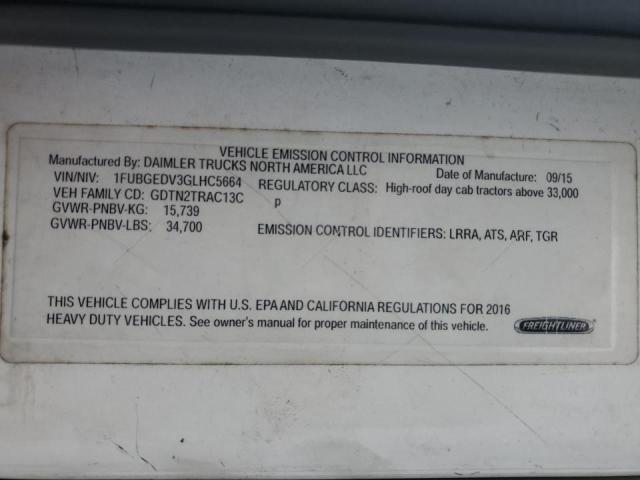 VEHICLE EMISSION CONTROL INFORMATION
Manufactured By: DAIMLER TRUCKS NORTH AMERICA LLC Date of Manufacture: 09/15
VIN/NIV: 1FUBGEDV3GLHC5664 REGULATORY CLASS: High-roof day cab tractors above 33,000
VEH FAMILY CD: GDTN2TRAC13C p
GVWR-PNBV-KG: 15,739
GVWR-PNBV-LBS: 34,700 EMISSION CONTROL IDENTIFIERS: LRRA, ATS, ARF, TGR
THIS VEHICLE COMPLIES WITH U.S. EPA AND CALIFORNIA REGULATIONS FOR 2016
HEAVY DUTY VEHICLES. See owner's manual for proper maintenance of this vehicle.
FREIGHTLINER